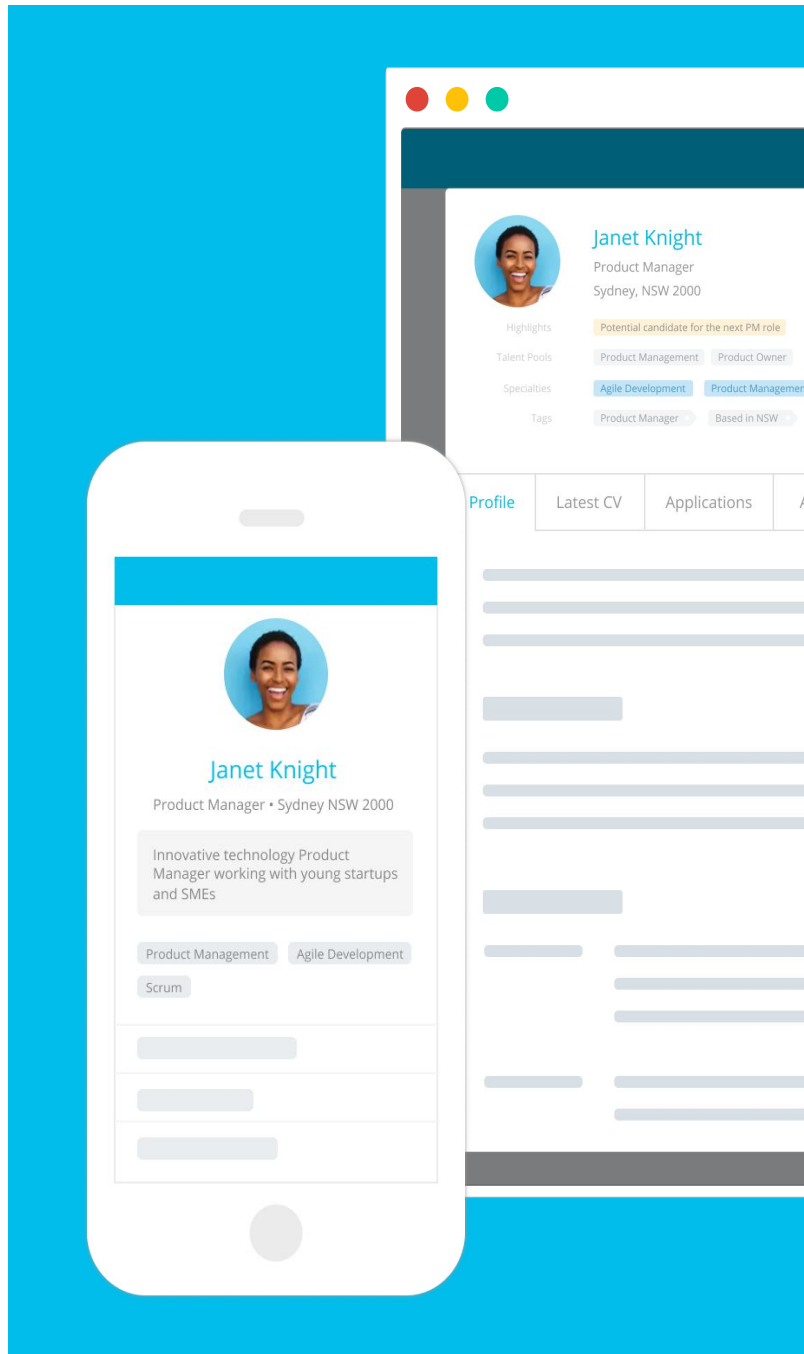 Janet Knight
Product Manager
Sydney, NSW 2000
Highlights Potential candidate for the next PM role
Talent Pools Product Management Product Owner
Specialties Agile Development Product Managemen
Tags Product Manager Based in NSW
Profile Latest CV Applications A
Janet Knight
Product Manager • Sydney NSW 2000
Innovative technology Product
Manager working with young startups
and SMEs
Product Management Agile Development
Scrum